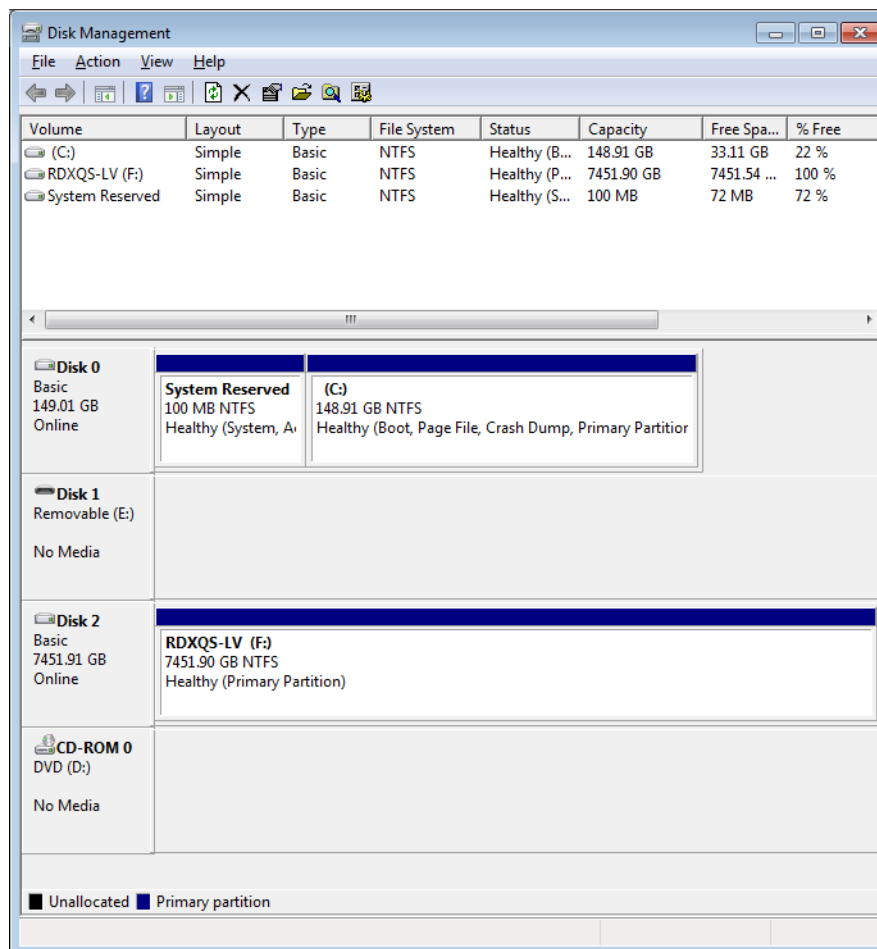 Disk Management
File Action View Help
Volume Layout Type File System Status Capacity Free Spa... % Free
(C:) Simple Basic NTFS Healthy (B... 148.91 GB 33.11 GB 22 %
RDXQS-LV (F:) Simple Basic NTFS Healthy (P... 7451.90 GB 7451.54 ... 100 %
System Reserved Simple Basic NTFS Healthy (S... 100 MB 72 MB 72 %
Disk 0
Basic
149.01 GB
Online
System Reserved
100 MB NTFS
Healthy (System, A
(C:)
148.91 GB NTFS
Healthy (Boot, Page File, Crash Dump, Primary Partitior
Disk 1
Removable (E:)
No Media
Disk 2
Basic
7451.91 GB
Online
RDXQS-LV (F:)
7451.90 GB NTFS
Healthy (Primary Partition)
CD-ROM 0
DVD (D:)
No Media
Unallocated Primary partition